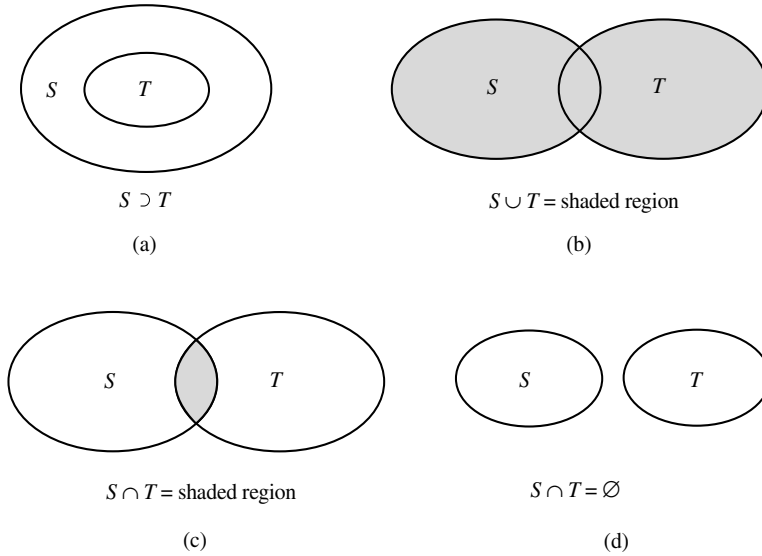 S T
S ⊃ T
(a)
S T
S ∪ T = shaded region
(b)
S T
S ∩ T = shaded region
(c)
S T
S ∩ T = ∅
(d)